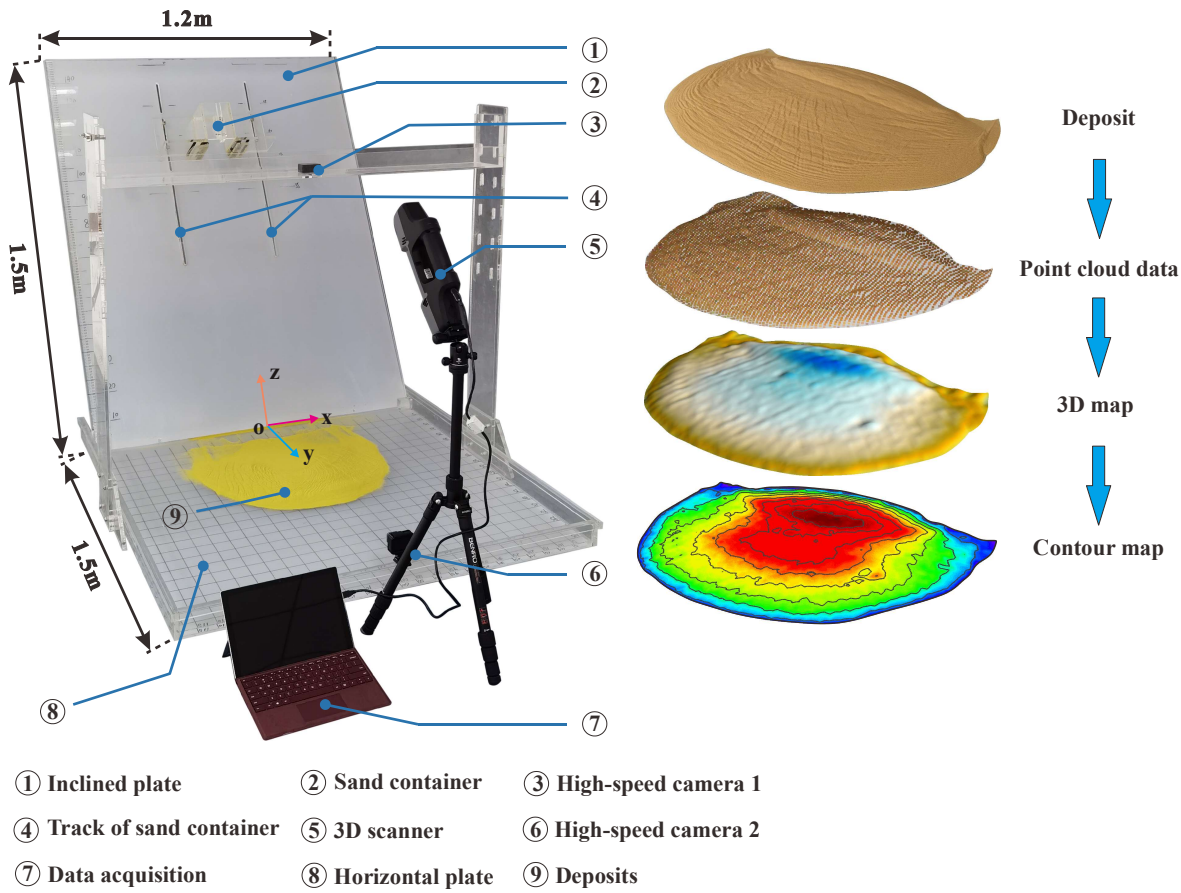 1.2m
①
②
③
④
⑤
1.5m
z
x
o
y
⑨
⑥
1.5m
⑧
⑦
Deposit
Point cloud data
3D map
Contour map
① Inclined plate
② Sand container
③ High-speed camera 1
④ Track of sand container
⑤ 3D scanner
⑥ High-speed camera 2
⑦ Data acquisition
⑧ Horizontal plate
⑨ Deposits